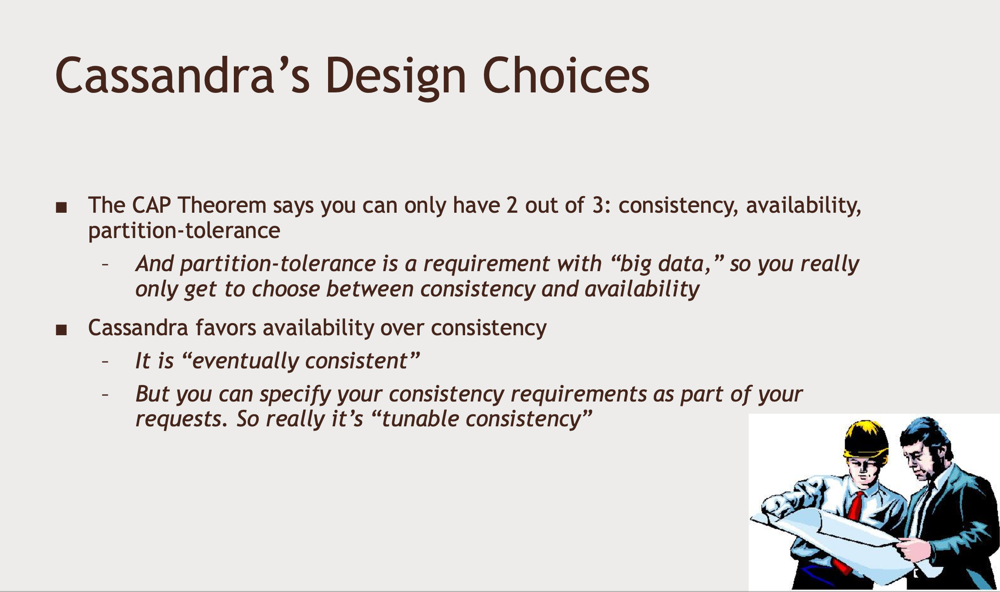 Cassandra’s Design Choices
■ The CAP Theorem says you can only have 2 out of 3: consistency, availability,
partition-tolerance
– And partition-tolerance is a requirement with “big data,” so you really
only get to choose between consistency and availability
■ Cassandra favors availability over consistency
– It is “eventually consistent”
– But you can specify your consistency requirements as part of your
requests. So really it’s “tunable consistency”